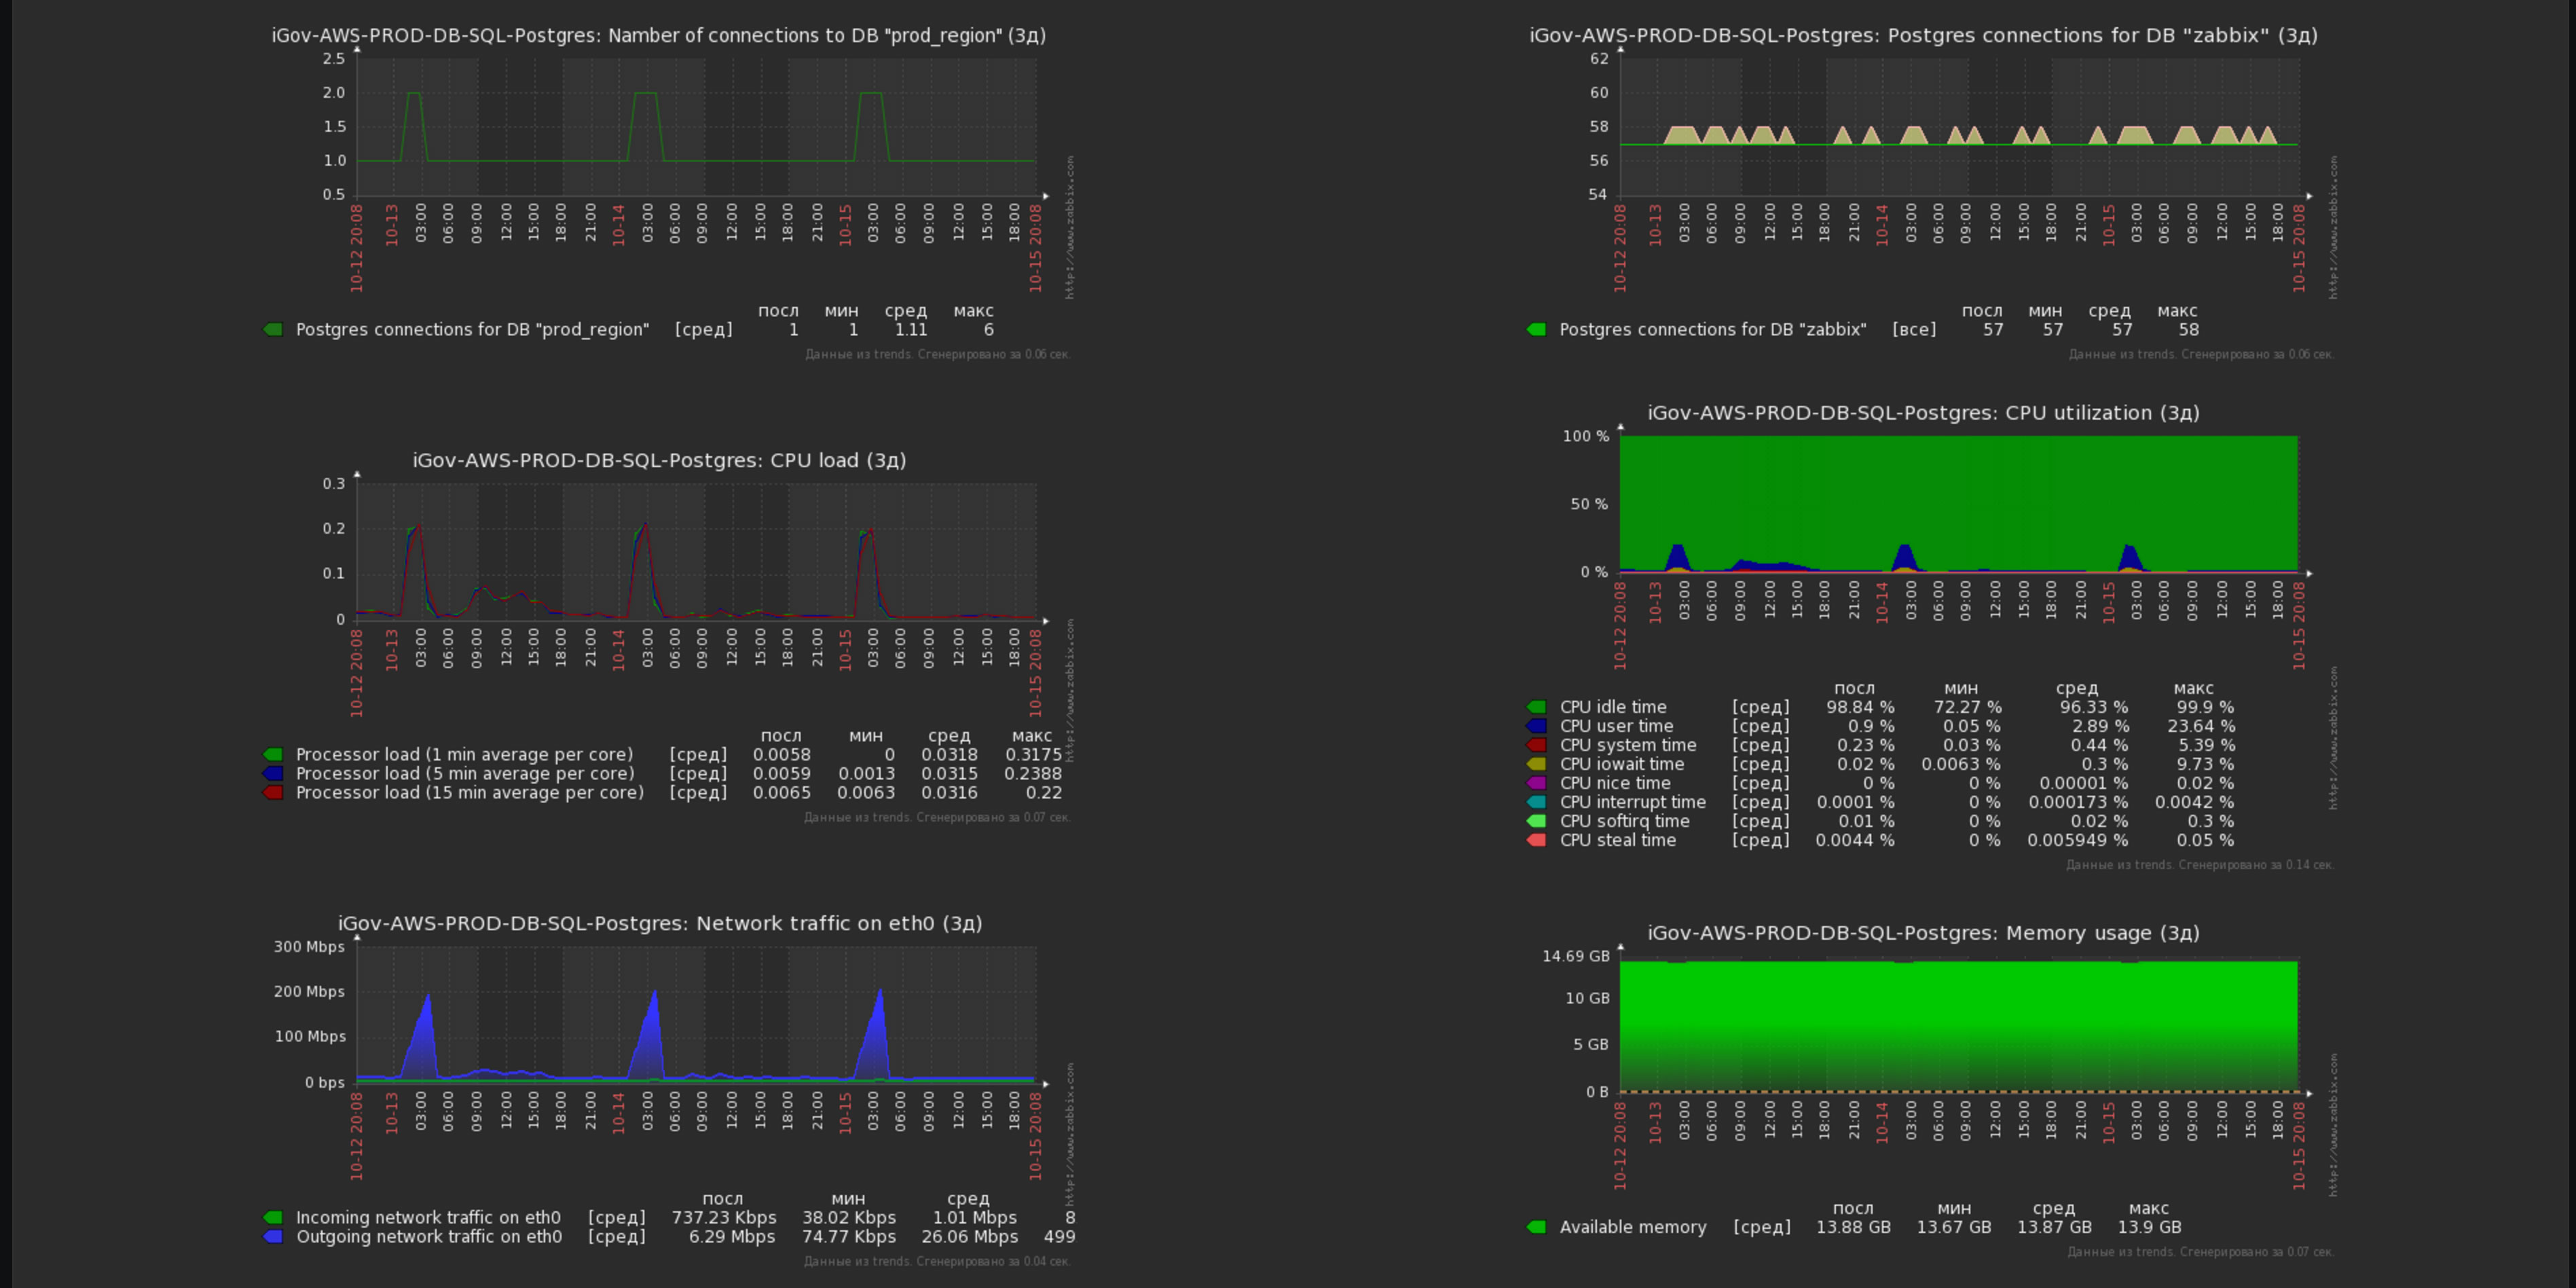 iGov-AWS-PROD-DB-SQL-Postgres: Namber of connections to DB "prod_region" (3д)
2.5
2.0
1.5
1.0
0.5
10-12 20:08 10-13 03:00 06:00 09:00 12:00 15:00 18:00 21:00 10-14 03:00 06:00 09:00 12:00 15:00 18:00 21:00 10-15 03:00 06:00 09:00 12:00 15:00 18:00 10-15 20:08
http://www.zabbix.com
посл мин сред макс
Postgres connections for DB "prod_region" [сред] 1 1 1.11 6
Данные из trends. Сгенерировано за 0.06 сек.
iGov-AWS-PROD-DB-SQL-Postgres: Postgres connections for DB "zabbix" (3д)
62
60
58
56
54
10-12 20:08 10-13 03:00 06:00 09:00 12:00 15:00 18:00 21:00 10-14 03:00 06:00 09:00 12:00 15:00 18:00 21:00 10-15 03:00 06:00 09:00 12:00 15:00 18:00 10-15 20:08
http://www.zabbix.com
посл мин сред макс
Postgres connections for DB "zabbix" [все] 57 57 57 58
Данные из trends. Сгенерировано за 0.06 сек.
iGov-AWS-PROD-DB-SQL-Postgres: CPU load (3д)
0.3
0.2
0.1
0
10-12 20:08 10-13 03:00 06:00 09:00 12:00 15:00 18:00 21:00 10-14 03:00 06:00 09:00 12:00 15:00 18:00 21:00 10-15 03:00 06:00 09:00 12:00 15:00 18:00 10-15 20:08
http://www.zabbix.com
посл мин сред макс
Processor load (1 min average per core) [сред] 0.0058 0 0.0318 0.3175
Processor load (5 min average per core) [сред] 0.0059 0.0013 0.0315 0.2388
Processor load (15 min average per core) [сред] 0.0065 0.0063 0.0316 0.22
Данные из trends. Сгенерировано за 0.07 сек.
iGov-AWS-PROD-DB-SQL-Postgres: CPU utilization (3д)
100 %
50 %
0 %
10-12 20:08 10-13 03:00 06:00 09:00 12:00 15:00 18:00 21:00 10-14 03:00 06:00 09:00 12:00 15:00 18:00 21:00 10-15 03:00 06:00 09:00 12:00 15:00 18:00 10-15 20:08
http://www.zabbix.com
посл мин сред макс
CPU idle time [сред] 98.84 % 72.27 % 96.33 % 99.9 %
CPU user time [сред] 0.9 % 0.05 % 2.89 % 23.64 %
CPU system time [сред] 0.23 % 0.03 % 0.44 % 5.39 %
CPU iowait time [сред] 0.02 % 0.0063 % 0.3 % 9.73 %
CPU nice time [сред] 0 % 0 % 0.00001 % 0.02 %
CPU interrupt time [сред] 0.0001 % 0 % 0.000173 % 0.0042 %
CPU softirq time [сред] 0.01 % 0 % 0.02 % 0.3 %
CPU steal time [сред] 0.0044 % 0 % 0.005949 % 0.05 %
Данные из trends. Сгенерировано за 0.14 сек.
iGov-AWS-PROD-DB-SQL-Postgres: Network traffic on eth0 (3д)
300 Mbps
200 Mbps
100 Mbps
0 bps
10-12 20:08 10-13 03:00 06:00 09:00 12:00 15:00 18:00 21:00 10-14 03:00 06:00 09:00 12:00 15:00 18:00 21:00 10-15 03:00 06:00 09:00 12:00 15:00 18:00 10-15 20:08
http://www.zabbix.com
посл мин сред
Incoming network traffic on eth0 [сред] 737.23 Kbps 38.02 Kbps 1.01 Mbps 8
Outgoing network traffic on eth0 [сред] 6.29 Mbps 74.77 Kbps 26.06 Mbps 499
Данные из trends. Сгенерировано за 0.04 сек.
iGov-AWS-PROD-DB-SQL-Postgres: Memory usage (3д)
14.69 GB
10 GB
5 GB
0 B
10-12 20:08 10-13 03:00 06:00 09:00 12:00 15:00 18:00 21:00 10-14 03:00 06:00 09:00 12:00 15:00 18:00 21:00 10-15 03:00 06:00 09:00 12:00 15:00 18:00 10-15 20:08
http://www.zabbix.com
посл мин сред макс
Available memory [сред] 13.88 GB 13.67 GB 13.87 GB 13.9 GB
Данные из trends. Сгенерировано за 0.07 сек.